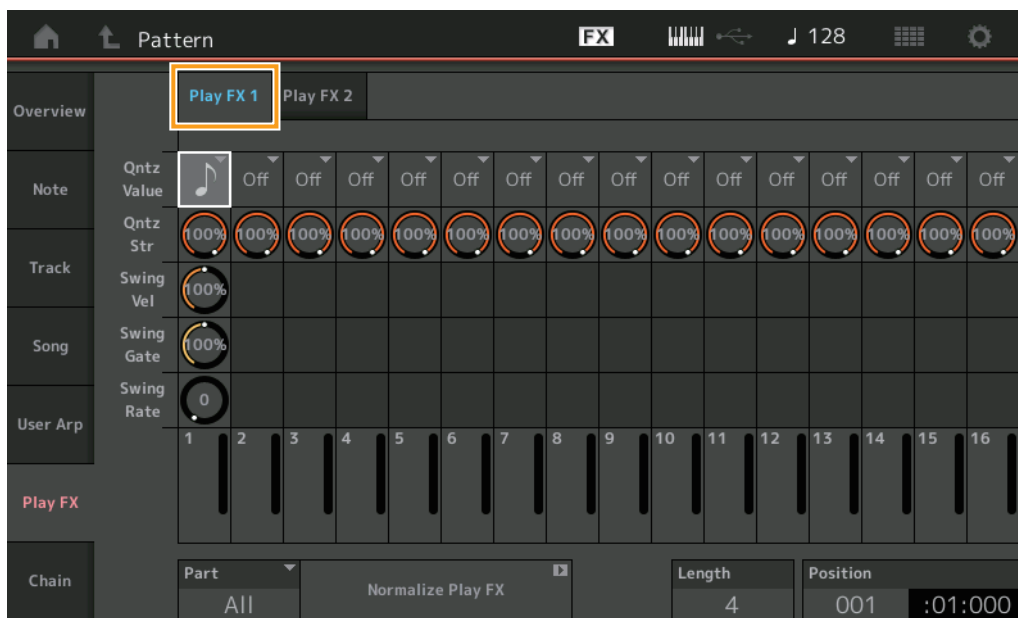 Pattern FX 128
Play FX 1 Play FX 2
Overview
Note
Track
Song
User Arp
Play FX
Chain
Qntz
Value
Off Off Off Off Off Off Off Off Off Off Off Off Off Off Off
Qntz
Str
100% 100% 100% 100% 100% 100% 100% 100% 100% 100% 100% 100% 100% 100% 100% 100%
Swing
Vel
100%
Swing
Gate
100%
Swing
Rate
0
1 2 3 4 5 6 7 8 9 10 11 12 13 14 15 16
Part
All
Normalize Play FX
Length
4
Position
001 :01:000